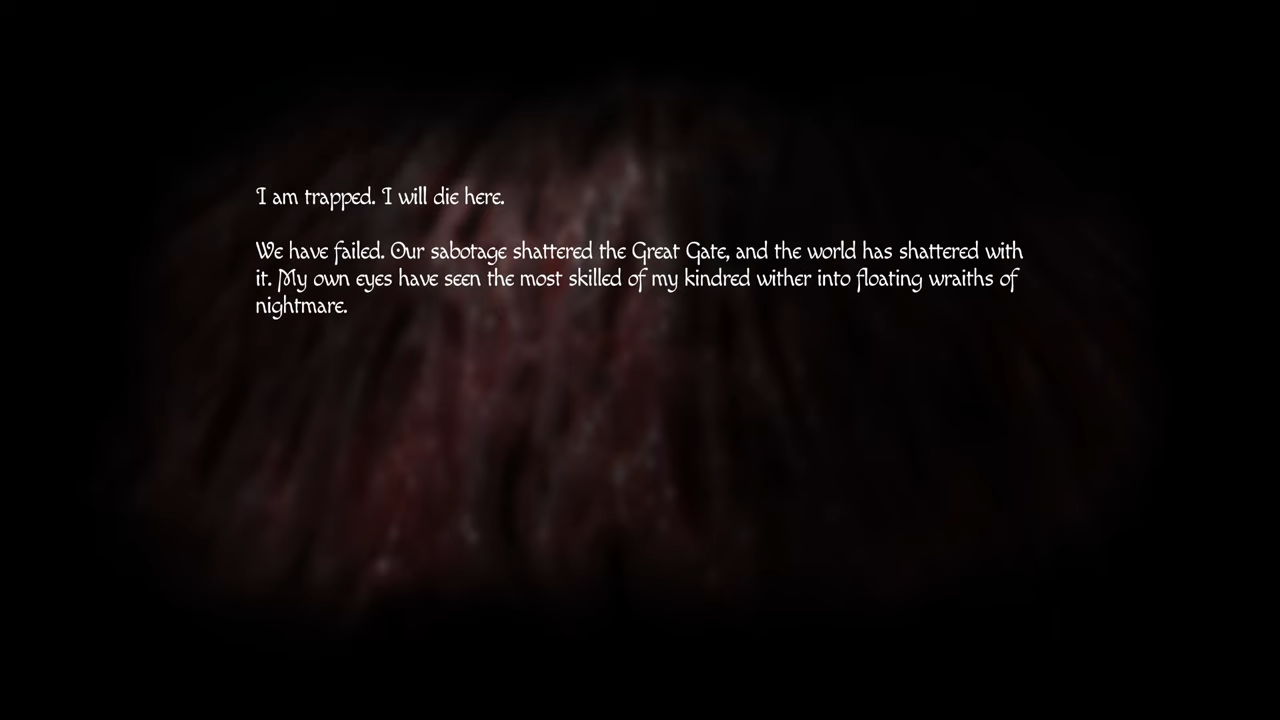 I am trapped. I will die here.
We have failed. Our sabotage shattered the Great Gate, and the world has shattered with
it. My own eyes have seen the most skilled of my kindred wither into floating wraiths of
nightmare.